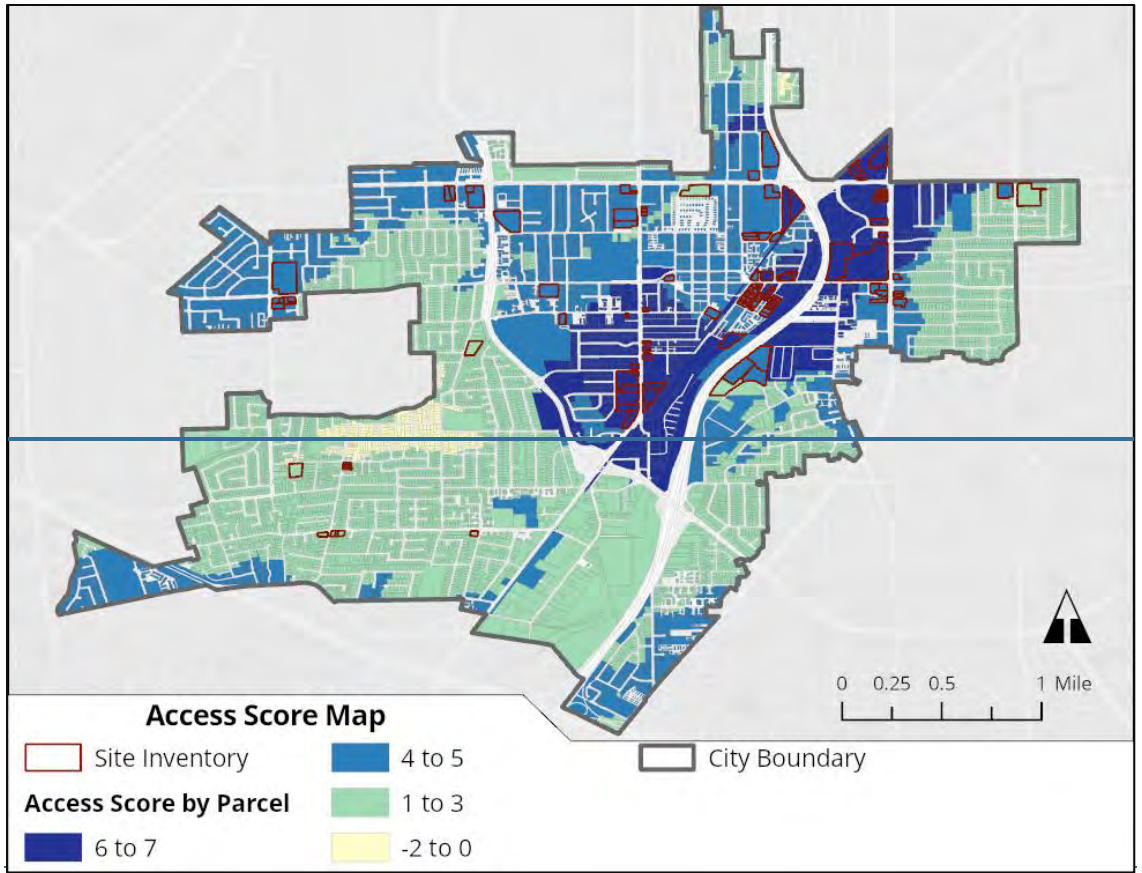 0 0.25 0.5 1 Mile
Access Score Map
Site Inventory
Access Score by Parcel
6 to 7
4 to 5
1 to 3
-2 to 0
City Boundary